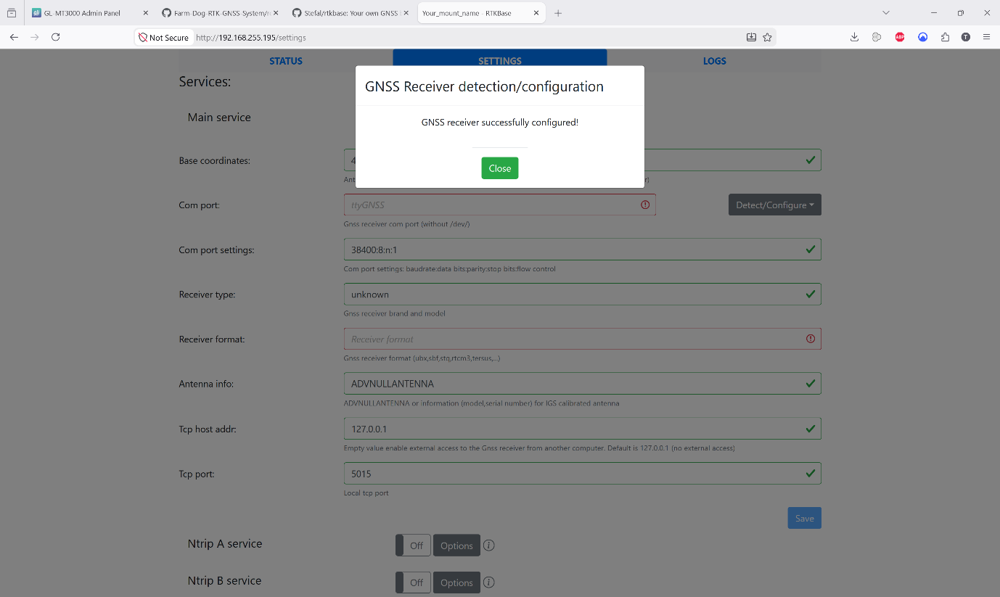 GL-MT3000 Admin Panel
Farm-Dog-RTK-GNSS-System/r
Stefal/rtkbase: Your own GNSS
Your_mount_name - RTKBase
Not Secure
http://192.168.255.195/settings
ABP
T
STATUS
SETTINGS
LOGS
Services:
GNSS Receiver detection/configuration
Main service
GNSS receiver successfully configured!
Base coordinates:
4
Close
Ant
r)
Com port:
ttyGNSS
Detect/Configure
Gnss receiver com port (without /dev/)
Com port settings:
38400:8:n:1
Com port settings: baudrate:data bits:parity:stop bits:flow control
Receiver type:
unknown
Gnss receiver brand and model
Receiver format:
Receiver format
Gnss receiver format (ubx,sbf,stq,rtcm3,tersus,...)
Antenna info:
ADVNULLANTENNA
ADVNULLANTENNA or information (model,serial number) for IGS calibrated antenna
Tcp host addr:
127.0.0.1
Empty value enable external access to the Gnss receiver from another computer. Default is 127.0.0.1 (no external access)
Tcp port:
5015
Local tcp port
Save
Ntrip A service
Off
Options
Ntrip B service
Off
Options